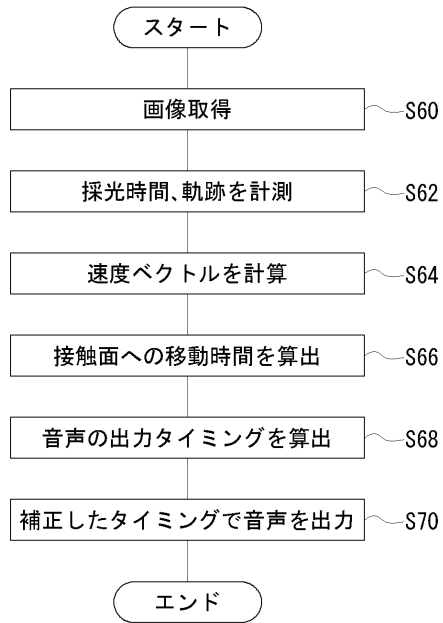 スタート
画像取得
S60
採光時間、軌跡を計測
S62
速度ベクトルを計算
S64
接触面への移動時間を算出
S66
音声の出力タイミングを算出
S68
補正したタイミングで音声を出力
S70
エンド